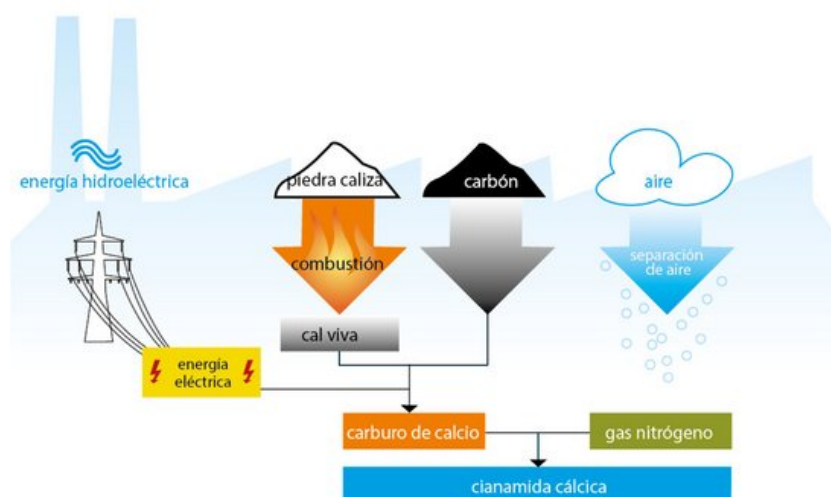 energía hidroeléctrica
piedra caliza
carbón
aire
combustión
separación
de aire
cal viva
energía
eléctrica
carburo de calcio
gas nitrógeno
cianamida cálcica